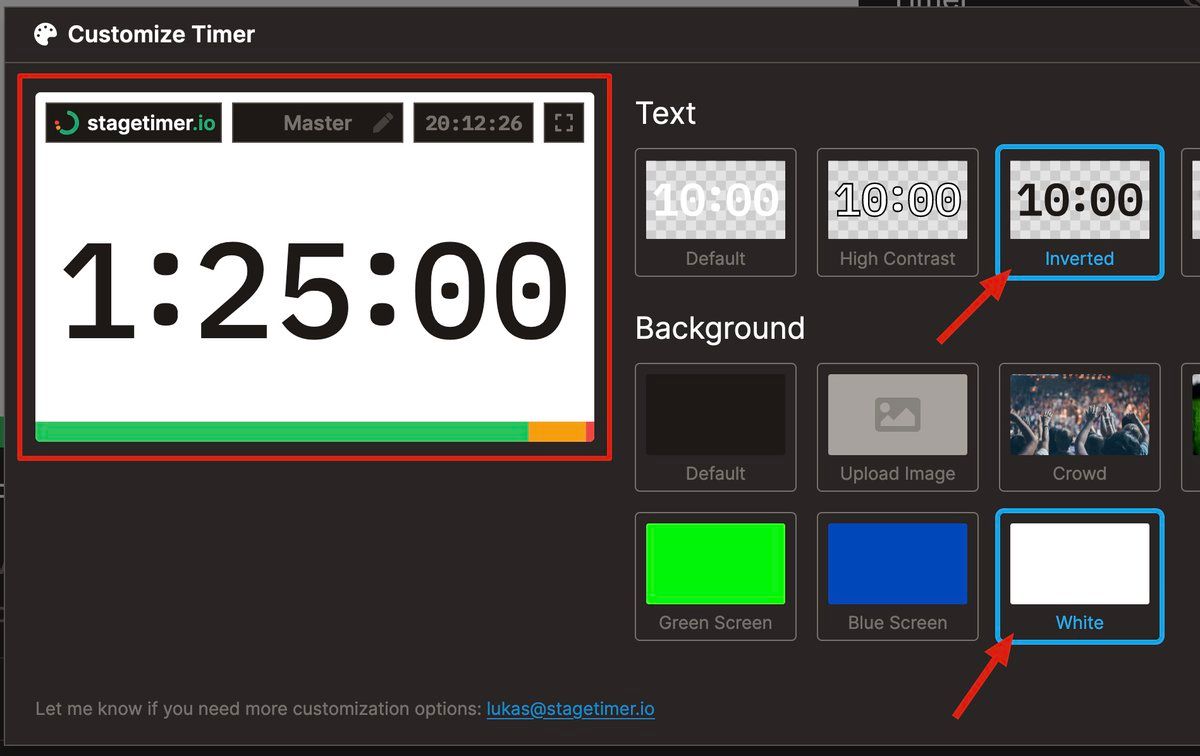 Customize Timer
stagetimer.io
Master
20:12:26
1:25:00
Text
10:00
Default
10:00
High Contrast
10:00
Inverted
Background
Default
Upload Image
Crowd
Green Screen
Blue Screen
White
Let me know if you need more customization options: lukas@stagetimer.io